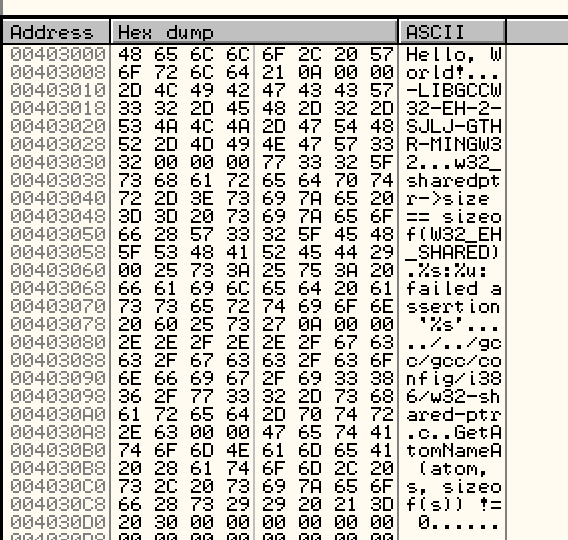 Address Hex dump ASCII
00403000 48 65 6C 6C 6F 2C 20 57 Hello, W
00403008 6F 72 6C 64 21 0A 00 00 orld!...
00403010 2D 4C 49 42 47 43 43 57 -LIBGCCW
00403018 33 32 2D 45 48 2D 32 2D 32-EH-2-
00403020 53 4A 4C 4A 2D 47 54 48 SJLJ-GTH
00403028 52 2D 4D 49 4E 47 57 33 R-MINGW3
00403030 32 00 00 00 77 33 32 5F 2...w32_
00403038 73 68 61 72 65 64 70 74 sharedpt
00403040 72 2D 3E 73 69 7A 65 20 r->size
00403048 3D 3D 20 73 69 7A 65 6F == sizeo
00403050 66 28 57 33 32 5F 45 48 f(W32_EH
00403058 5F 53 48 41 52 45 44 29 _SHARED)
00403060 00 25 73 3A 25 75 3A 20 .%s:%u:
00403068 66 61 69 6C 65 64 20 61 failed a
00403070 73 73 65 72 74 69 6F 6E ssertion
00403078 20 60 25 73 27 0A 00 00 '%s'...
00403080 2E 2E 2F 2E 2E 2F 67 63 ../../gc
00403088 63 2F 67 63 63 2F 63 6F c/gcc/co
00403090 6E 66 69 67 2F 69 33 38 nfig/i38
00403098 36 2F 77 33 32 2D 73 68 6/w32-sh
004030A0 61 72 65 64 2D 70 74 72 ared-ptr
004030A8 2E 63 00 00 47 65 74 41 .c..GetA
004030B0 74 6F 6D 4E 61 6D 65 41 tomNameA
004030B8 20 28 61 74 6F 6D 2C 20 (atom,
004030C0 73 2C 20 73 69 7A 65 6F s, sizeo
004030C8 66 28 73 29 29 20 21 3D f(s)) !=
004030D0 20 30 00 00 00 00 00 00 0......